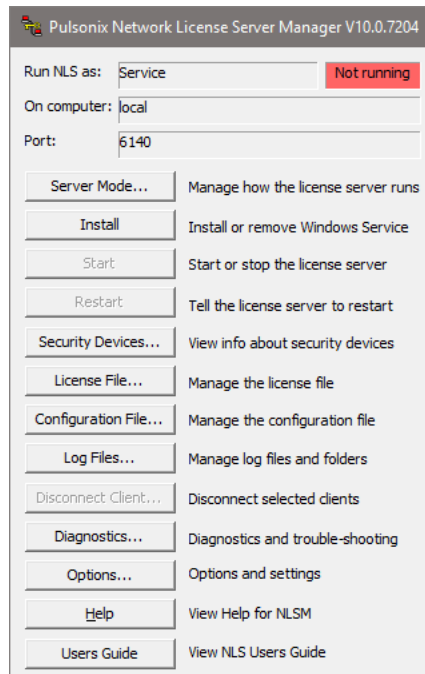 Pulsonix Network License Server Manager V10.0.7204
Run NLS as: Service Not running
On computer: local
Port: 6140
Server Mode... Manage how the license server runs
Install Install or remove Windows Service
Start Start or stop the license server
Restart Tell the license server to restart
Security Devices... View info about security devices
License File... Manage the license file
Configuration File... Manage the configuration file
Log Files... Manage log files and folders
Disconnect Client... Disconnect selected clients
Diagnostics... Diagnostics and trouble-shooting
Options... Options and settings
Help View Help for NLSM
Users Guide View NLS Users Guide